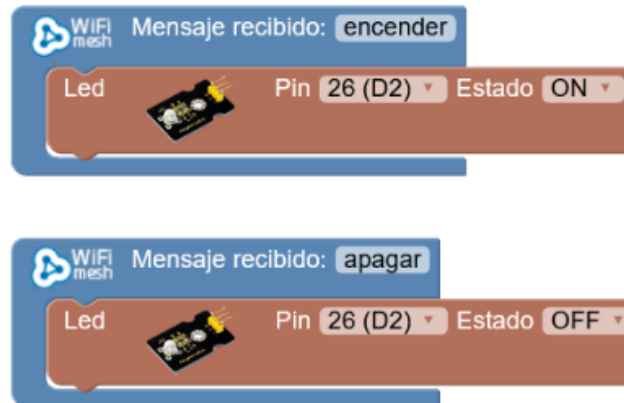 WiFi mesh Mensaje recibido: encender
Led Pin 26 (D2) Estado ON
WiFi mesh Mensaje recibido: apagar
Led Pin 26 (D2) Estado OFF